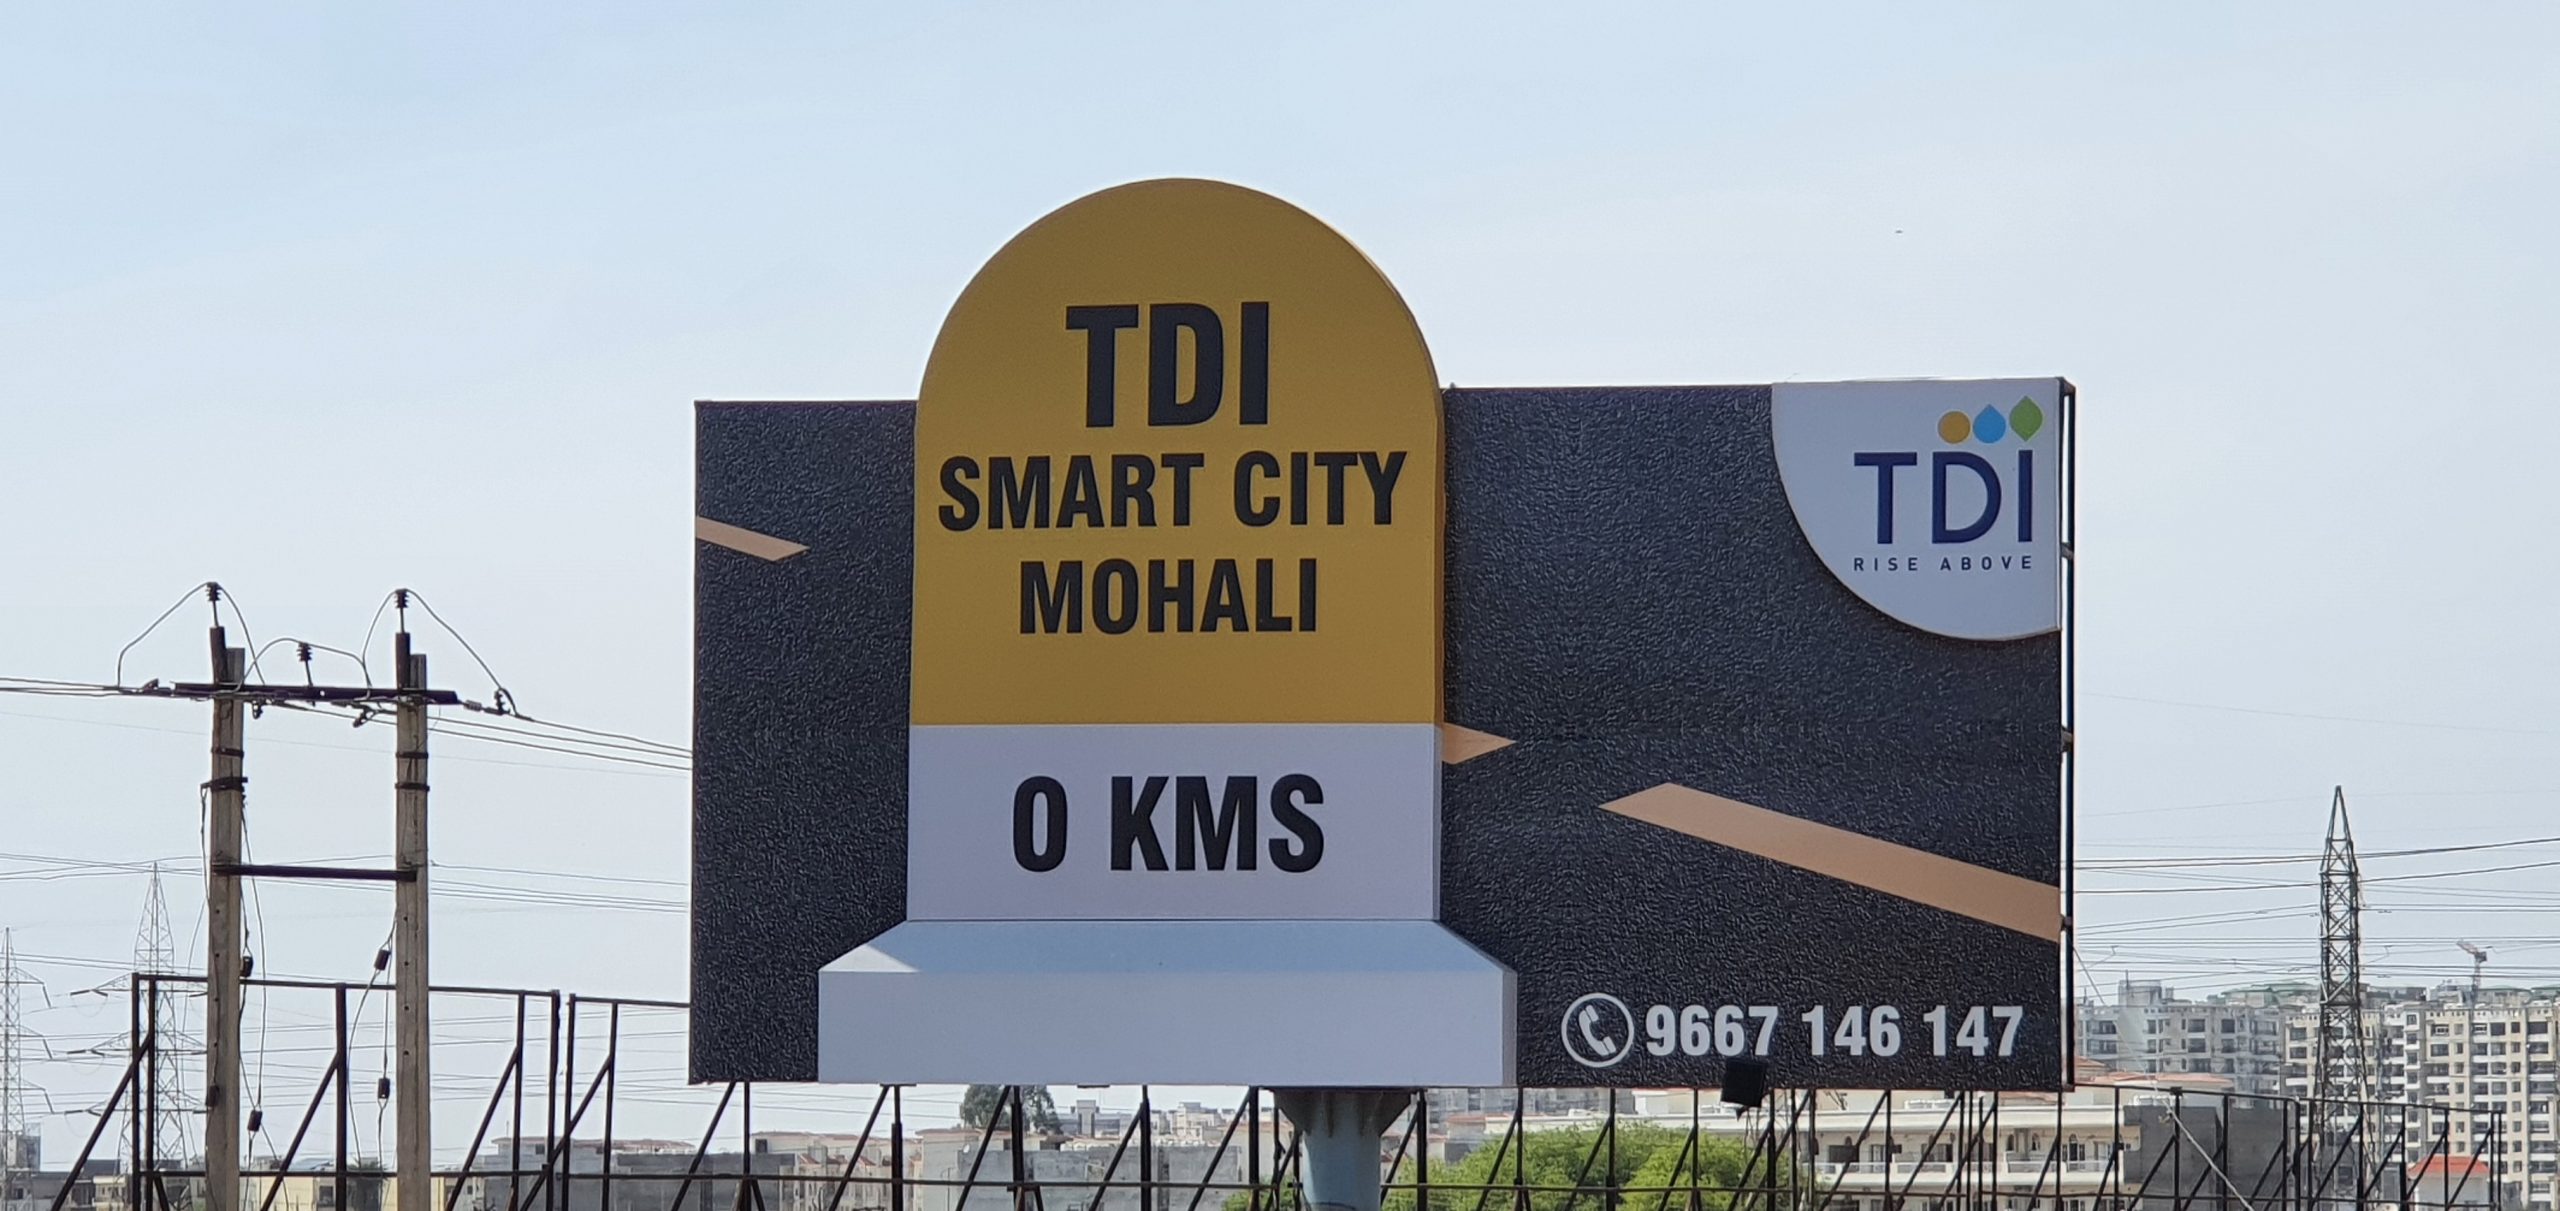 TDI
SMART CITY
MOHALI
0 KMS
TDI
RISE ABOVE
9667 146 147